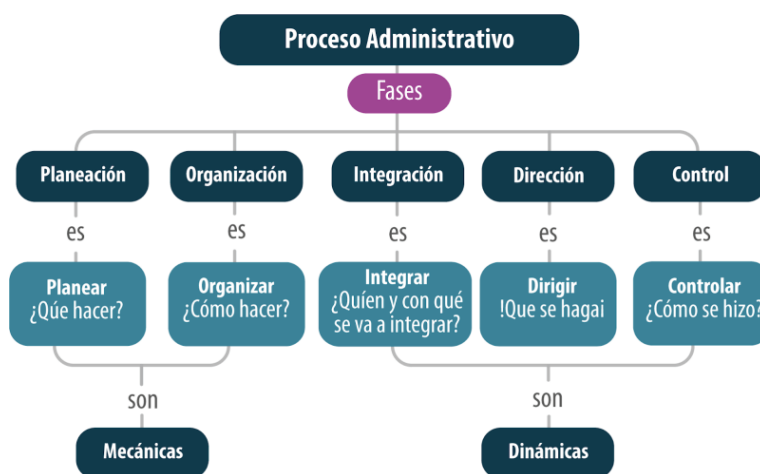 Proceso Administrativo
Fases
Planeación
Organización
Integración
Dirección
Control
es
es
es
es
es
Planear
¿Qúe hacer?
Organizar
¿Cómo hacer?
Integrar
¿Quíen y con qué
se va a integrar?
Dirigir
!Que se hagai
Controlar
¿Cómo se hizo?
son
son
Mecánicas
Dinámicas